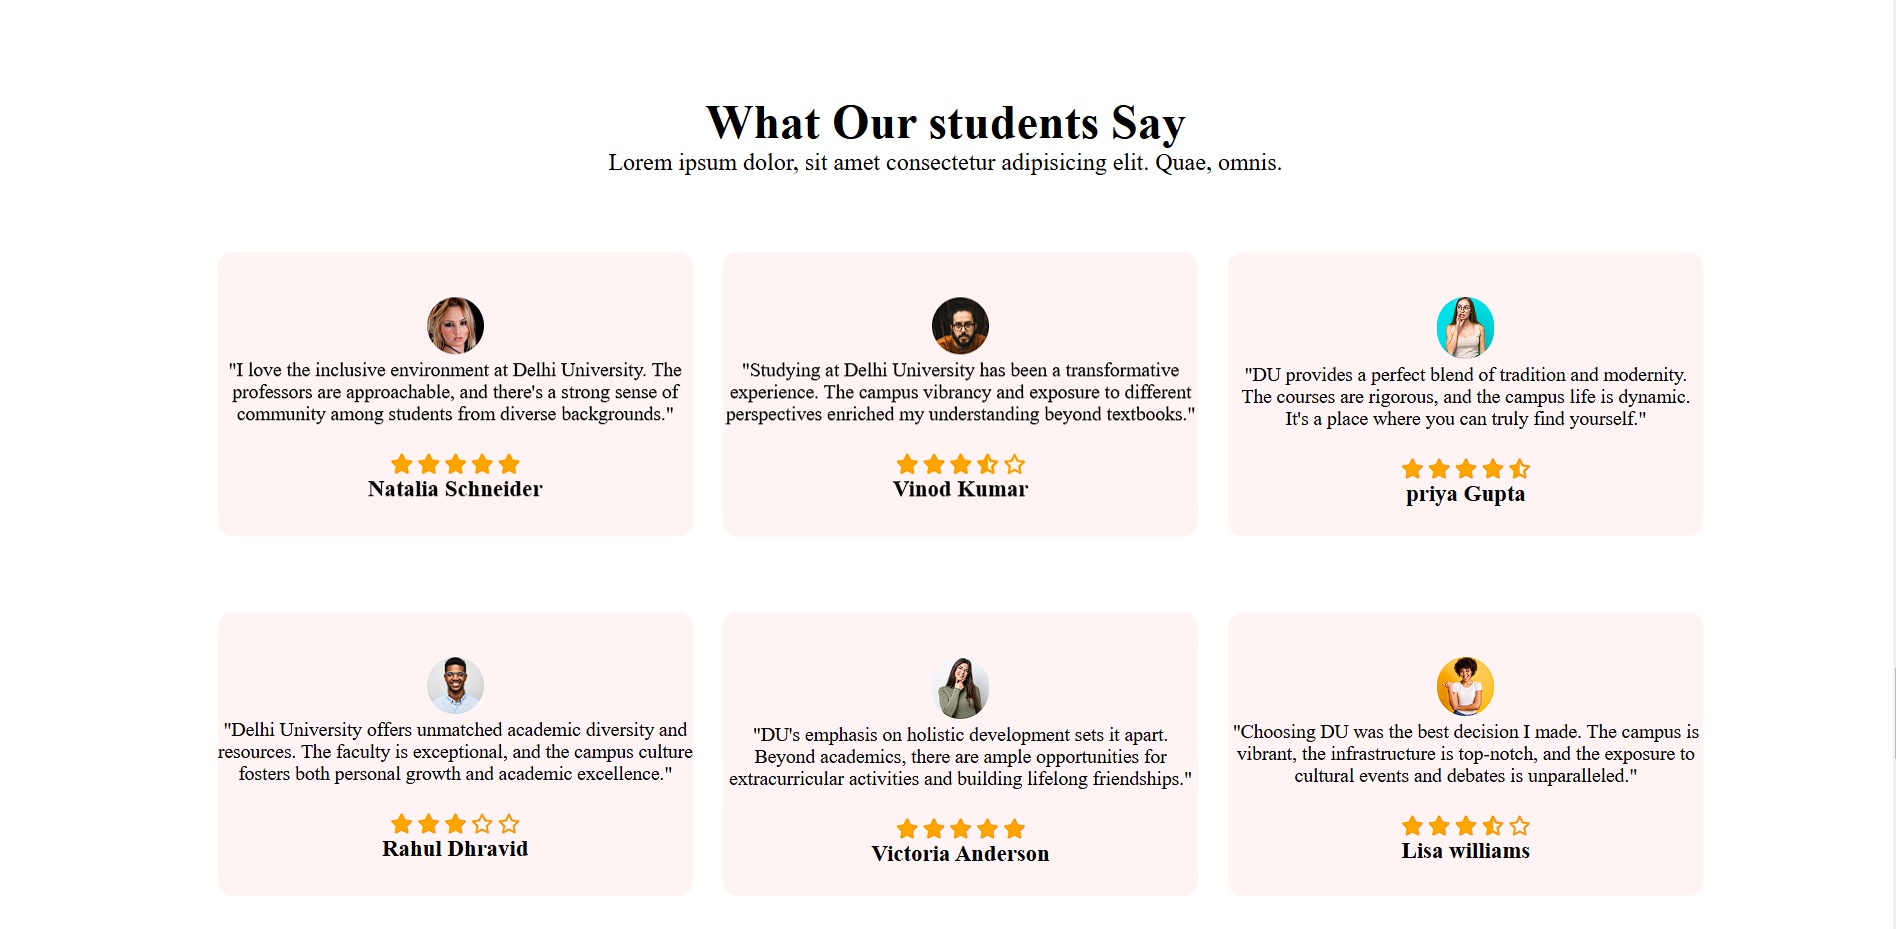 What Our students Say
Lorem ipsum dolor, sit amet consectetur adipisicing elit. Quae, omnis.
"I love the inclusive environment at Delhi University. The
professors are approachable, and there's a strong sense of
community among students from diverse backgrounds."
Natalia Schneider
"Studying at Delhi University has been a transformative
experience. The campus vibrancy and exposure to different
perspectives enriched my understanding beyond textbooks."
Vinod Kumar
"DU provides a perfect blend of tradition and modernity.
The courses are rigorous, and the campus life is dynamic.
It's a place where you can truly find yourself."
priya Gupta
"Delhi University offers unmatched academic diversity and
resources. The faculty is exceptional, and the campus culture
fosters both personal growth and academic excellence."
Rahul Dhravid
"DU's emphasis on holistic development sets it apart.
Beyond academics, there are ample opportunities for
extracurricular activities and building lifelong friendships."
Victoria Anderson
"Choosing DU was the best decision I made. The campus is
vibrant, the infrastructure is top-notch, and the exposure to
cultural events and debates is unparalleled."
Lisa williams